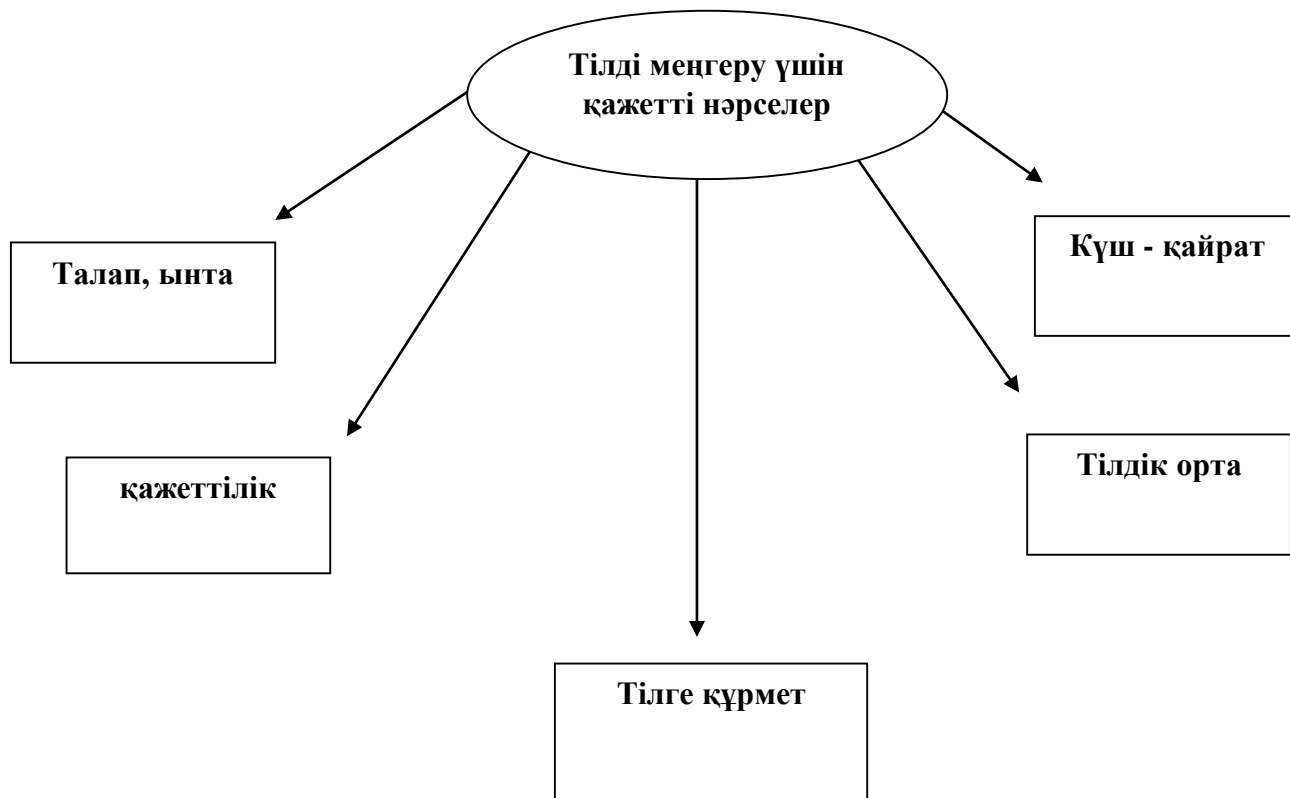 Тілді меңгеру үшін
қажетті нәрселер
Талап, ынта
Күш - қайрат
қажеттілік
Тілдік орта
Тілге құрмет